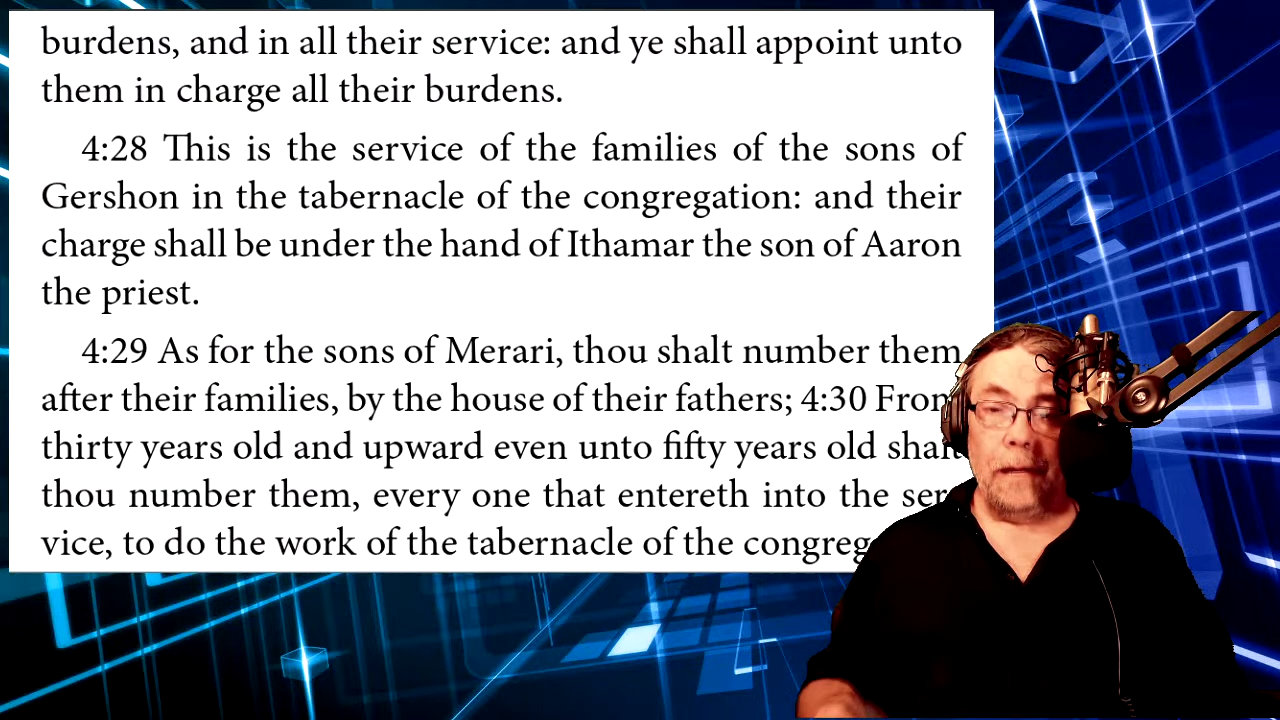 burdens, and in all their service: and ye shall appoint unto
them in charge all their burdens.
4:28 This is the service of the families of the sons of
Gershon in the tabernacle of the congregation: and their
charge shall be under the hand of Ithamar the son of Aaron
the priest.
4:29 As for the sons of Merari, thou shalt number them
after their families, by the house of their fathers; 4:30 From
thirty years old and upward even unto fifty years old shalt
thou number them, every one that entereth into the ser-
vice, to do the work of the tabernacle of the